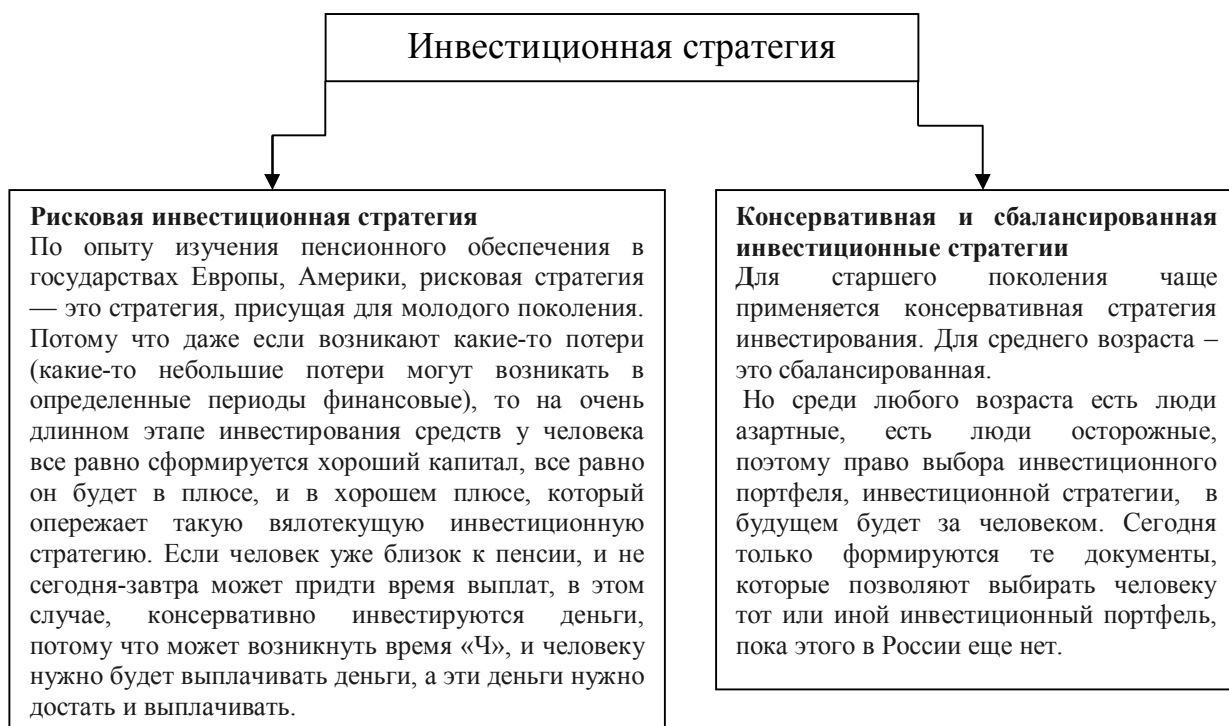 Инвестиционная стратегия
Рисковая инвестиционная стратегия
По опыту изучения пенсионного обеспечения в
государствах Европы, Америки, рисковая стратегия
— это стратегия, присущая для молодого поколения.
Потому что даже если возникают какие-то потери
(какие-то небольшие потери могут возникать в
определенные периоды финансовые), то на очень
длинном этапе инвестирования средств у человека
все равно сформируется хороший капитал, все равно
он будет в плюсе, и в хорошем плюсе, который
опережает такую вялотекущую инвестиционную
стратегию. Если человек уже близок к пенсии, и не
сегодня-завтра может придти время выплат, в этом
случае, консервативно инвестируются деньги,
потому что может возникнуть время «Ч», и человеку
нужно будет выплачивать деньги, а эти деньги нужно
достать и выплачивать.
Консервативная и сбалансированная
инвестиционные стратегии
Для старшего поколения чаще
применяется консервативная стратегия
инвестирования. Для среднего возраста –
это сбалансированная.
Но среди любого возраста есть люди
азартные, есть люди осторожные,
поэтому право выбора инвестиционного
портфеля, инвестиционной стратегии, в
будущем будет за человеком. Сегодня
только формируются те документы,
которые позволяют выбирать человеку
тот или иной инвестиционный портфель,
пока этого в России еще нет.